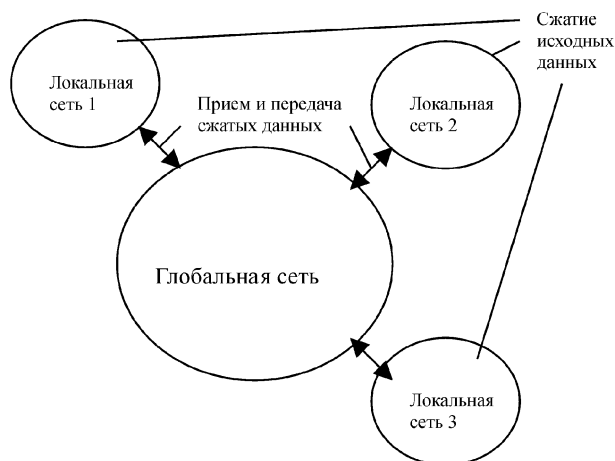 Сжатие
исходных
данных
Локальная
сеть 1
Прием и передача
сжатых данных
Локальная
сеть 2
Глобальная сеть
Локальная
сеть 3